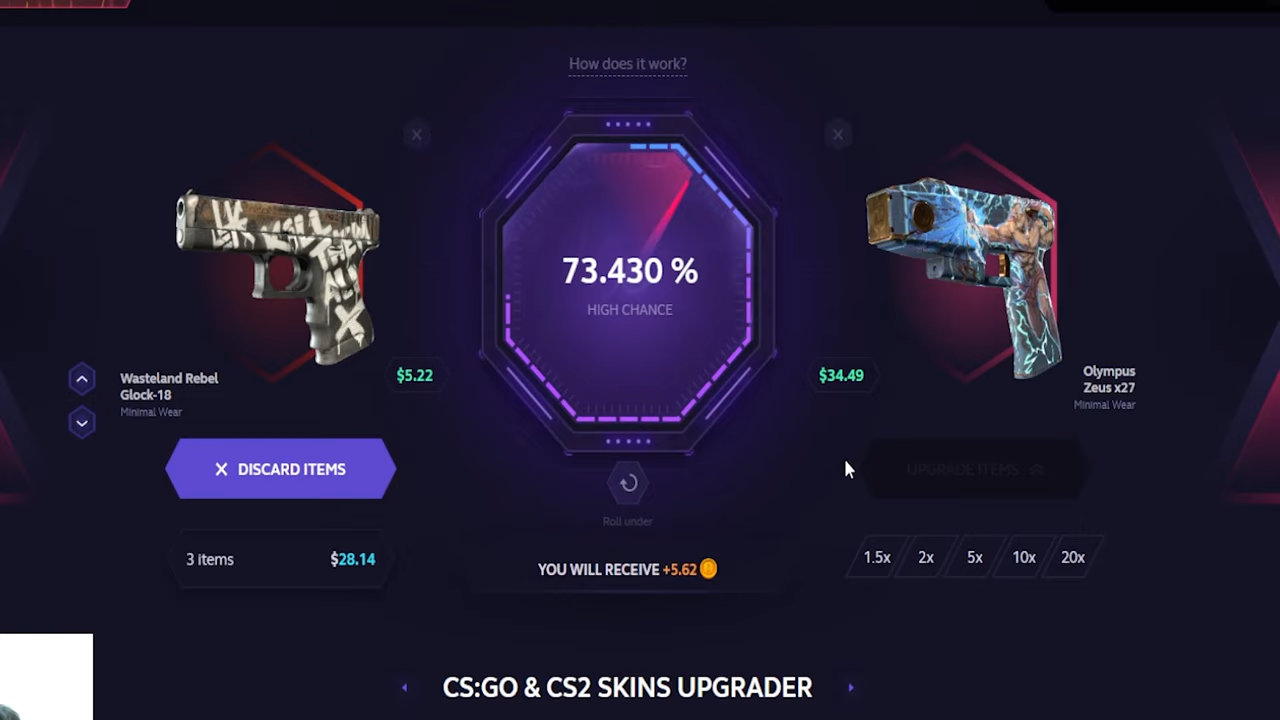 How does it work?
73.430 %
HIGH CHANCE
$5.22
$34.49
Wasteland Rebel
Glock-18
Minimal Wear
Olympus
Zeus x27
Minimal Wear
DISCARD ITEMS
UPGRADE ITEMS
Roll under
3 items
$28.14
YOU WILL RECEIVE +5.62
1.5x
2x
5x
10x
20x
CS:GO & CS2 SKINS UPGRADER